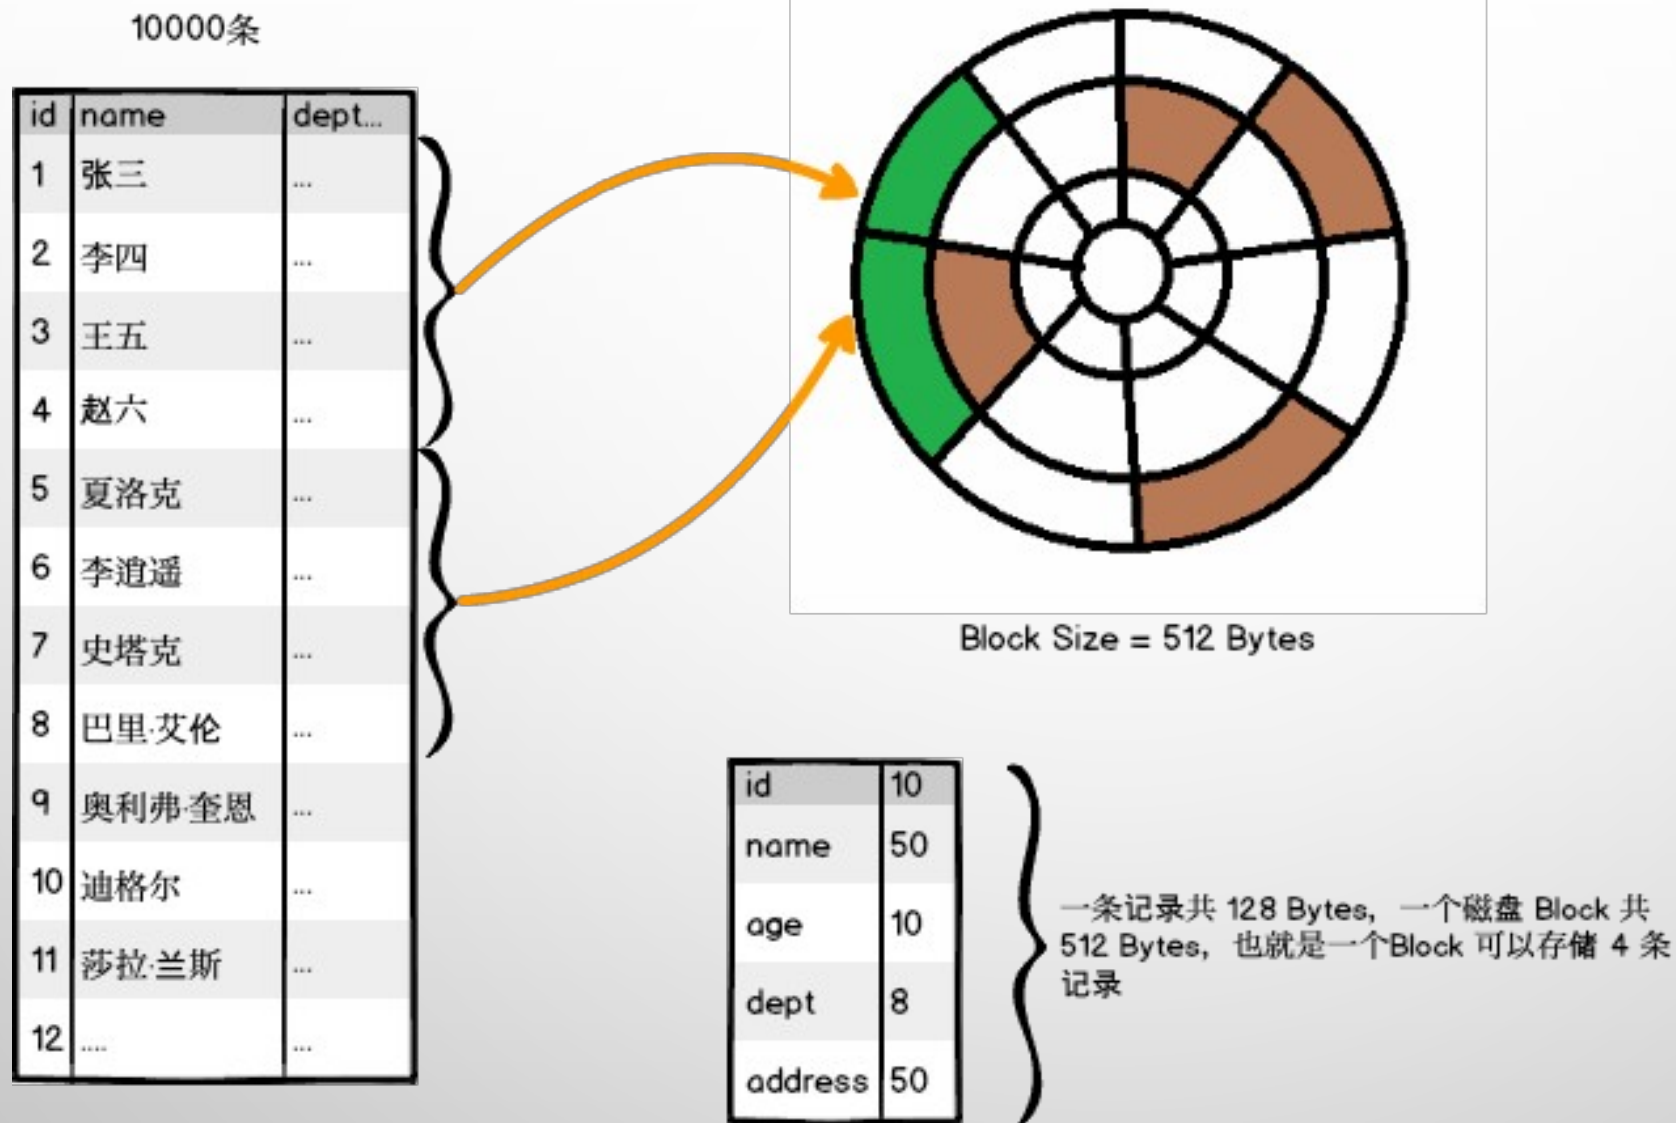 10000条
id name dept...
1 张三 ...
2 李四 ...
3 王五 ...
4 赵六 ...
5 夏洛克 ...
6 李逍遥 ...
7 史塔克 ...
8 巴里·艾伦 ...
9 奥利弗·奎恩 ...
10 迪格尔 ...
11 莎拉·兰斯 ...
12 .... ...
Block Size = 512 Bytes
id 10
name 50
age 10
dept 8
address 50
一条记录共 128 Bytes, 一个磁盘 Block 共
512 Bytes, 也就是一个Block 可以存储 4 条
记录